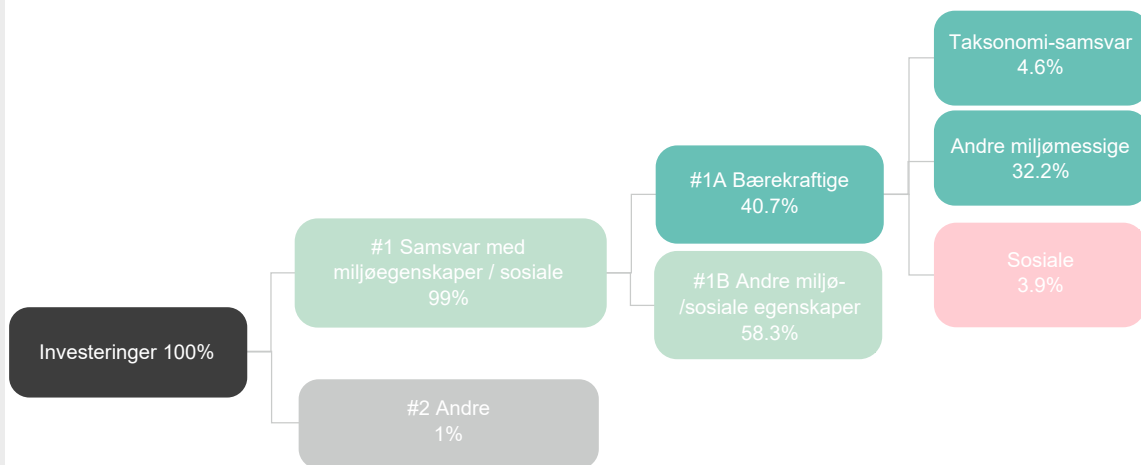 Investeringer 100%
#1 Samsvar med
miljøegenskaper / sosiale
99%
#2 Andre
1%
#1A Bærekraftige
40.7%
#1B Andre miljø-
/sosiale egenskaper
58.3%
Taksonomi-samsvar
4.6%
Andre miljømessige
32.2%
Sosiale
3.9%